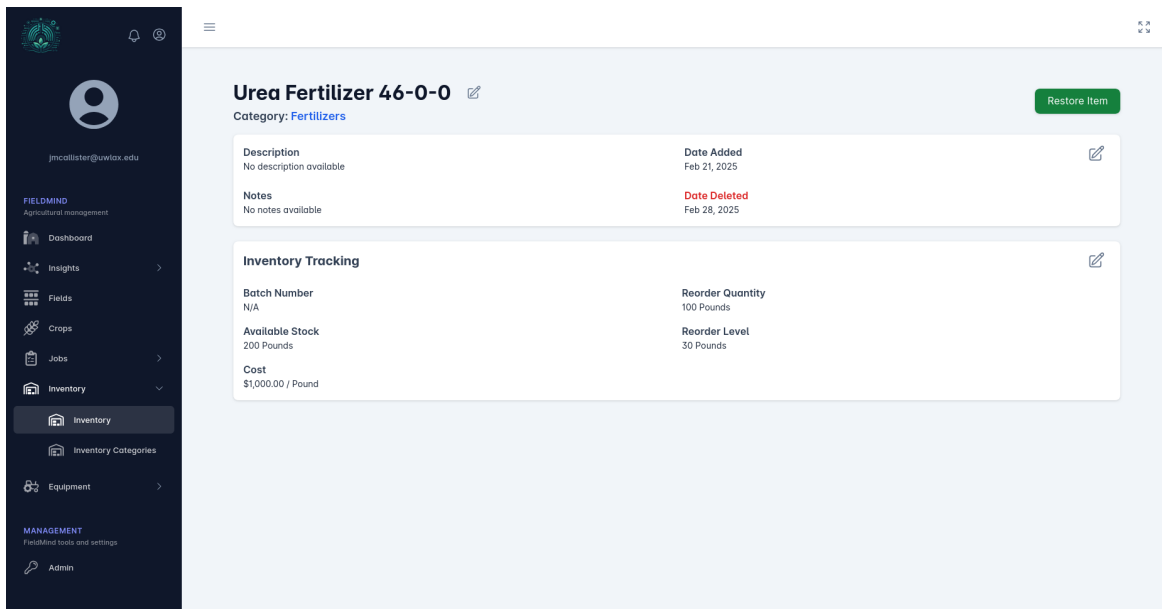 jmcallister@uwlax.edu
FIELDMIND
Agricultural management
Dashboard
Insights
Fields
Crops
Jobs
Inventory
Inventory
Inventory Categories
Equipment
MANAGEMENT
FieldMind tools and settings
Admin
Urea Fertilizer 46-0-0
Category: Fertilizers
Restore Item
Description
No description available
Date Added
Feb 21, 2025
Notes
No notes available
Date Deleted
Feb 28, 2025
Inventory Tracking
Batch Number
N/A
Reorder Quantity
100 Pounds
Available Stock
200 Pounds
Reorder Level
30 Pounds
Cost
$1,000.00 / Pound